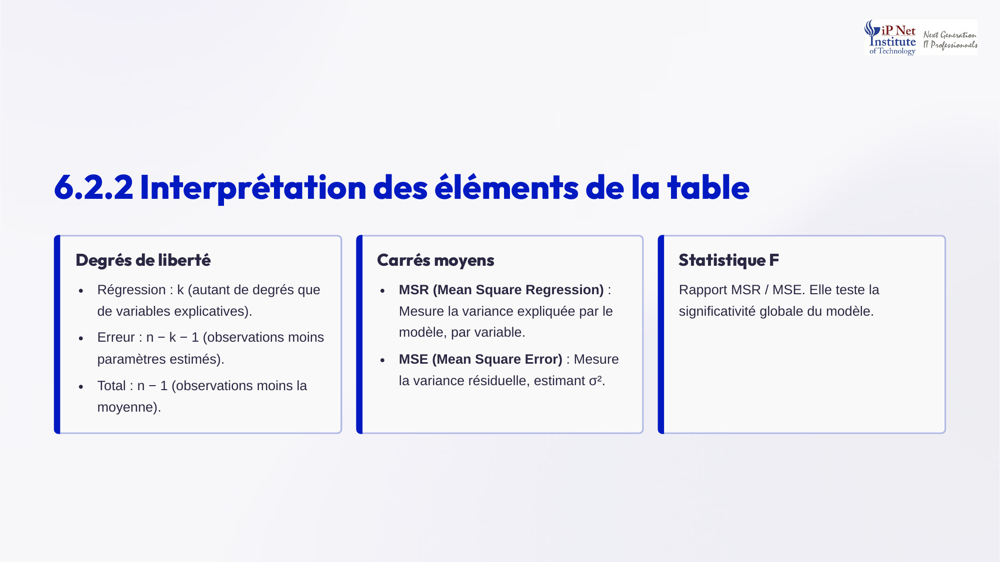 iP Net
Institute
of Technology
Next Generation
IT Professionnels
6.2.2 Interprétation des éléments de la table
Degrés de liberté
• Régression : k (autant de degrés que
de variables explicatives).
• Erreur : n − k − 1 (observations moins
paramètres estimés).
• Total : n − 1 (observations moins la
moyenne).
Carrés moyens
• MSR (Mean Square Regression) :
Mesure la variance expliquée par le
modèle, par variable.
• MSE (Mean Square Error) : Mesure
la variance résiduelle, estimant σ².
Statistique F
Rapport MSR / MSE. Elle teste la
significativité globale du modèle.